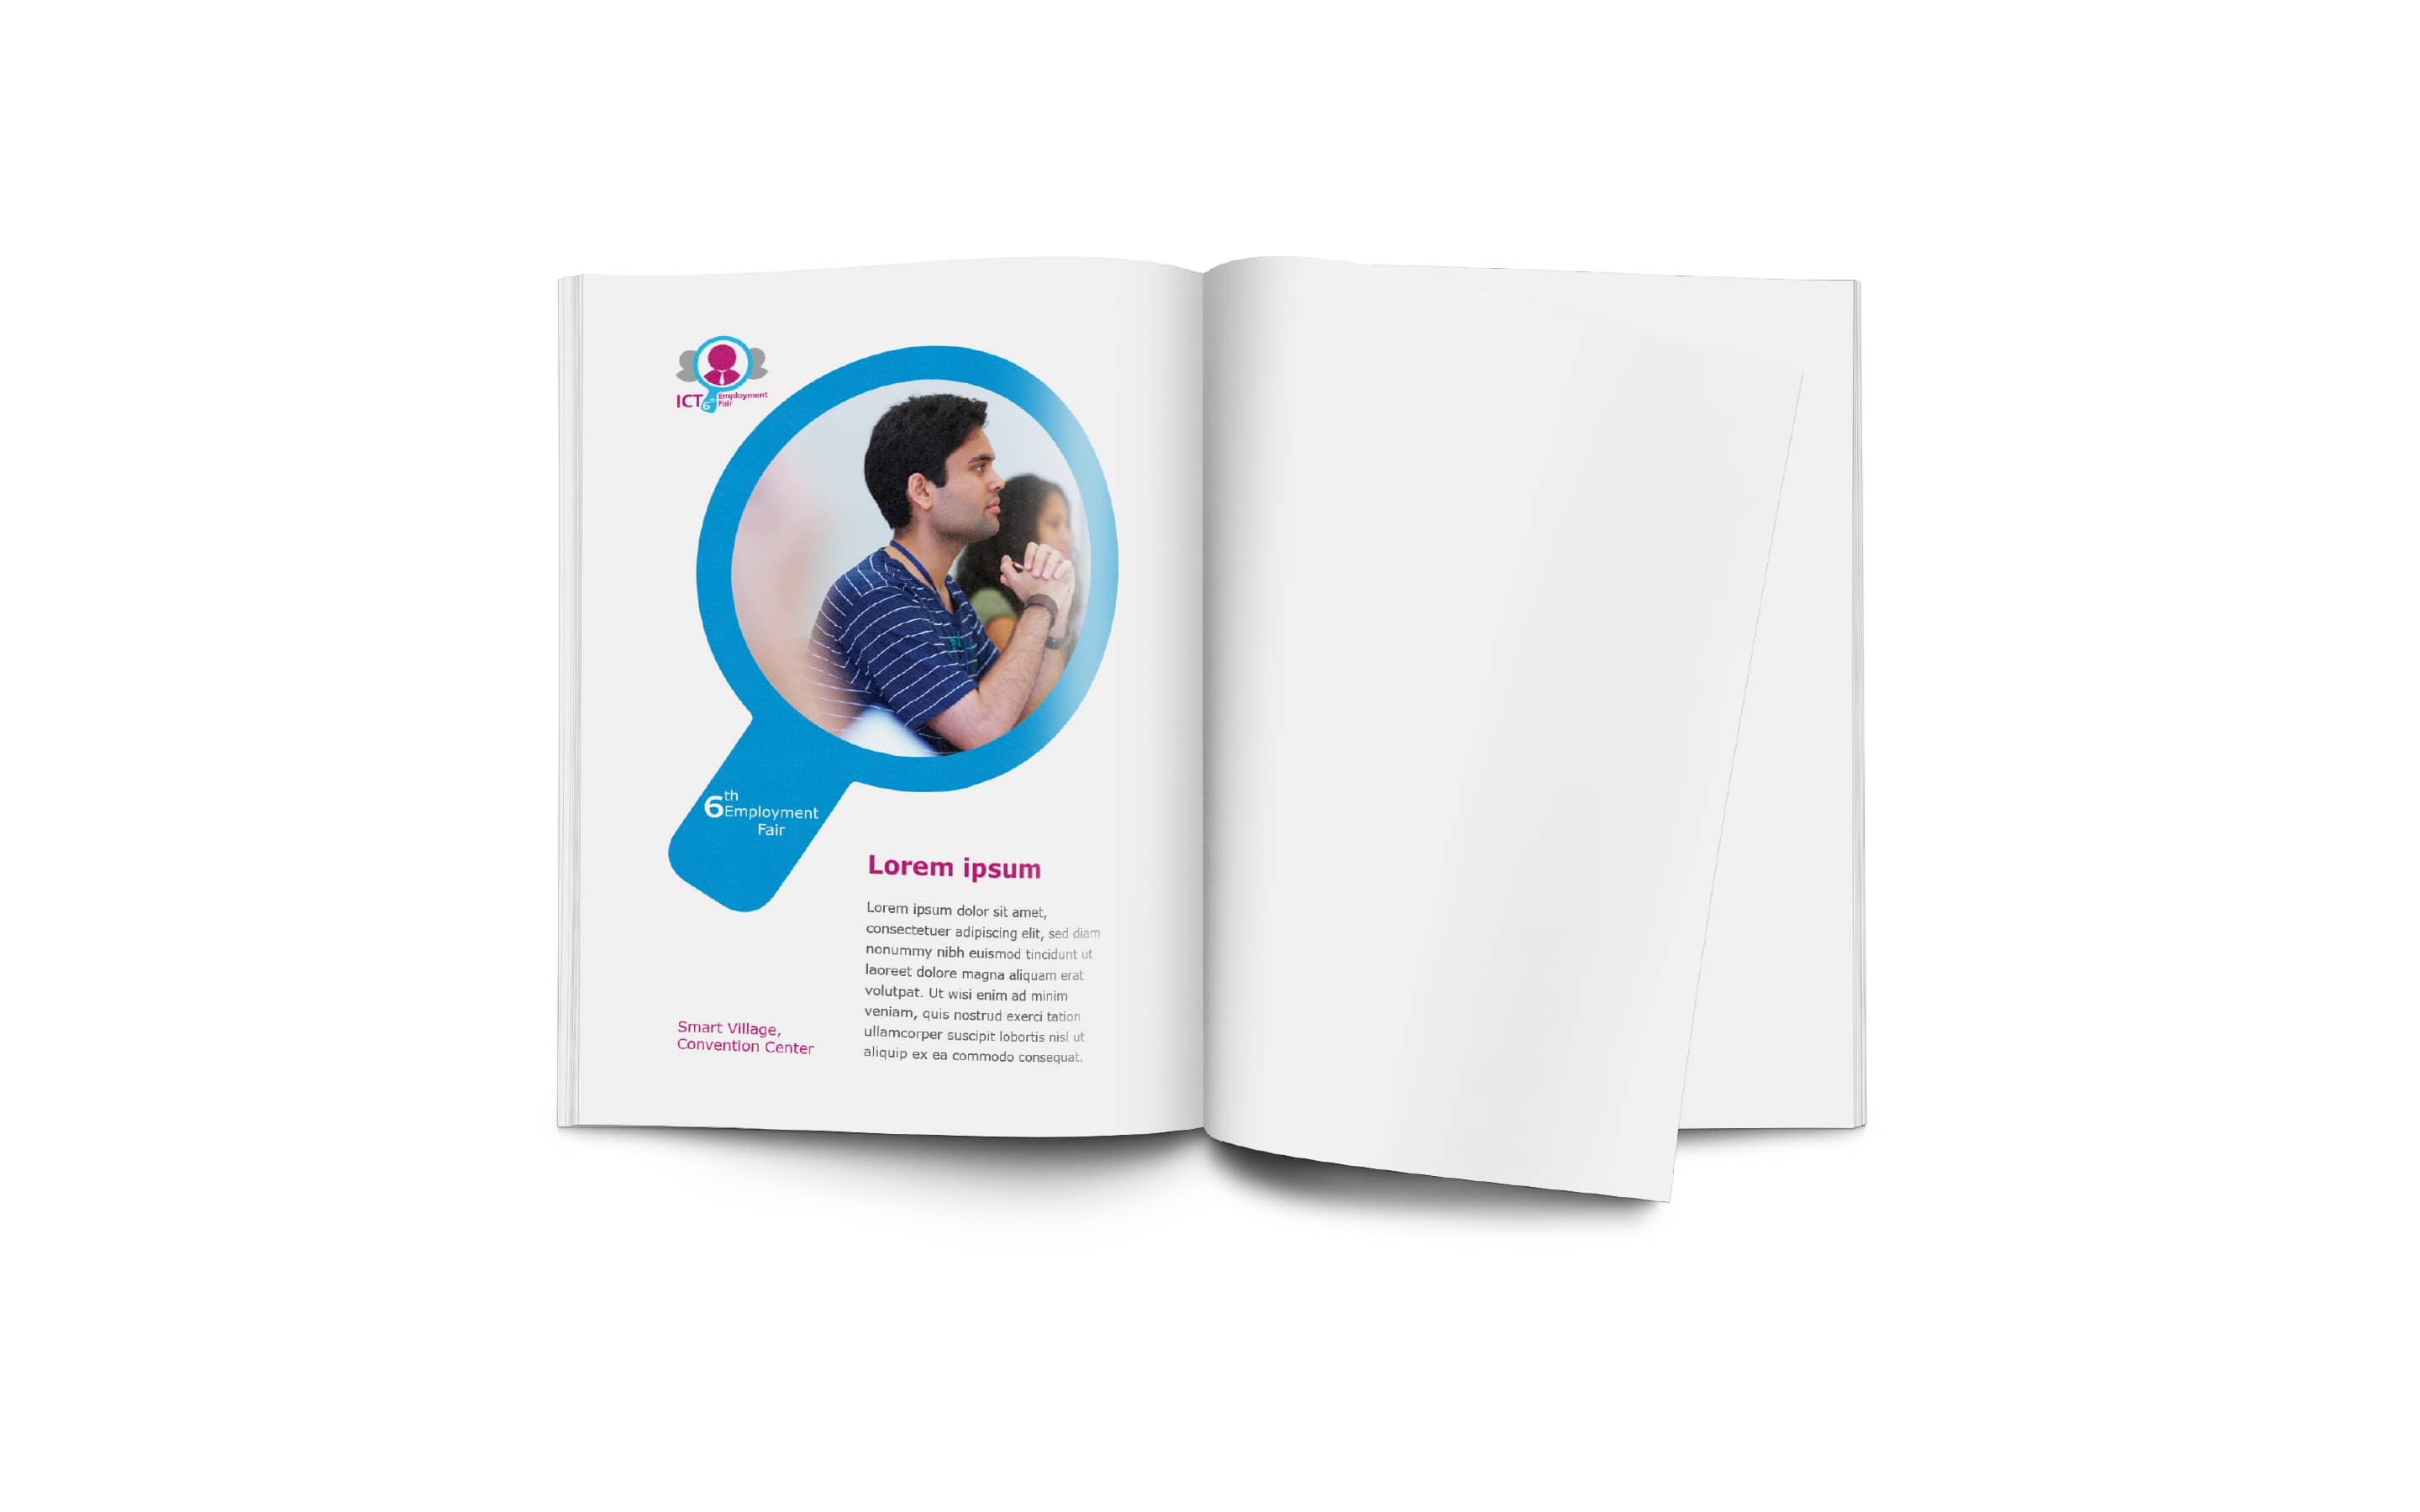 ICT 6th Employment
Fair
6th
Employment
Fair
Lorem ipsum
Lorem ipsum dolor sit amet,
consectetuer adipiscing elit, sed diam
nonummy nibh euismod tincidunt ut
laoreet dolore magna aliquam erat
volutpat. Ut wisi enim ad minim
veniam, quis nostrud exerci tation
ullamcorper suscipit lobortis nisl ut
aliquip ex ea commodo consequat.
Smart Village,
Convention Center